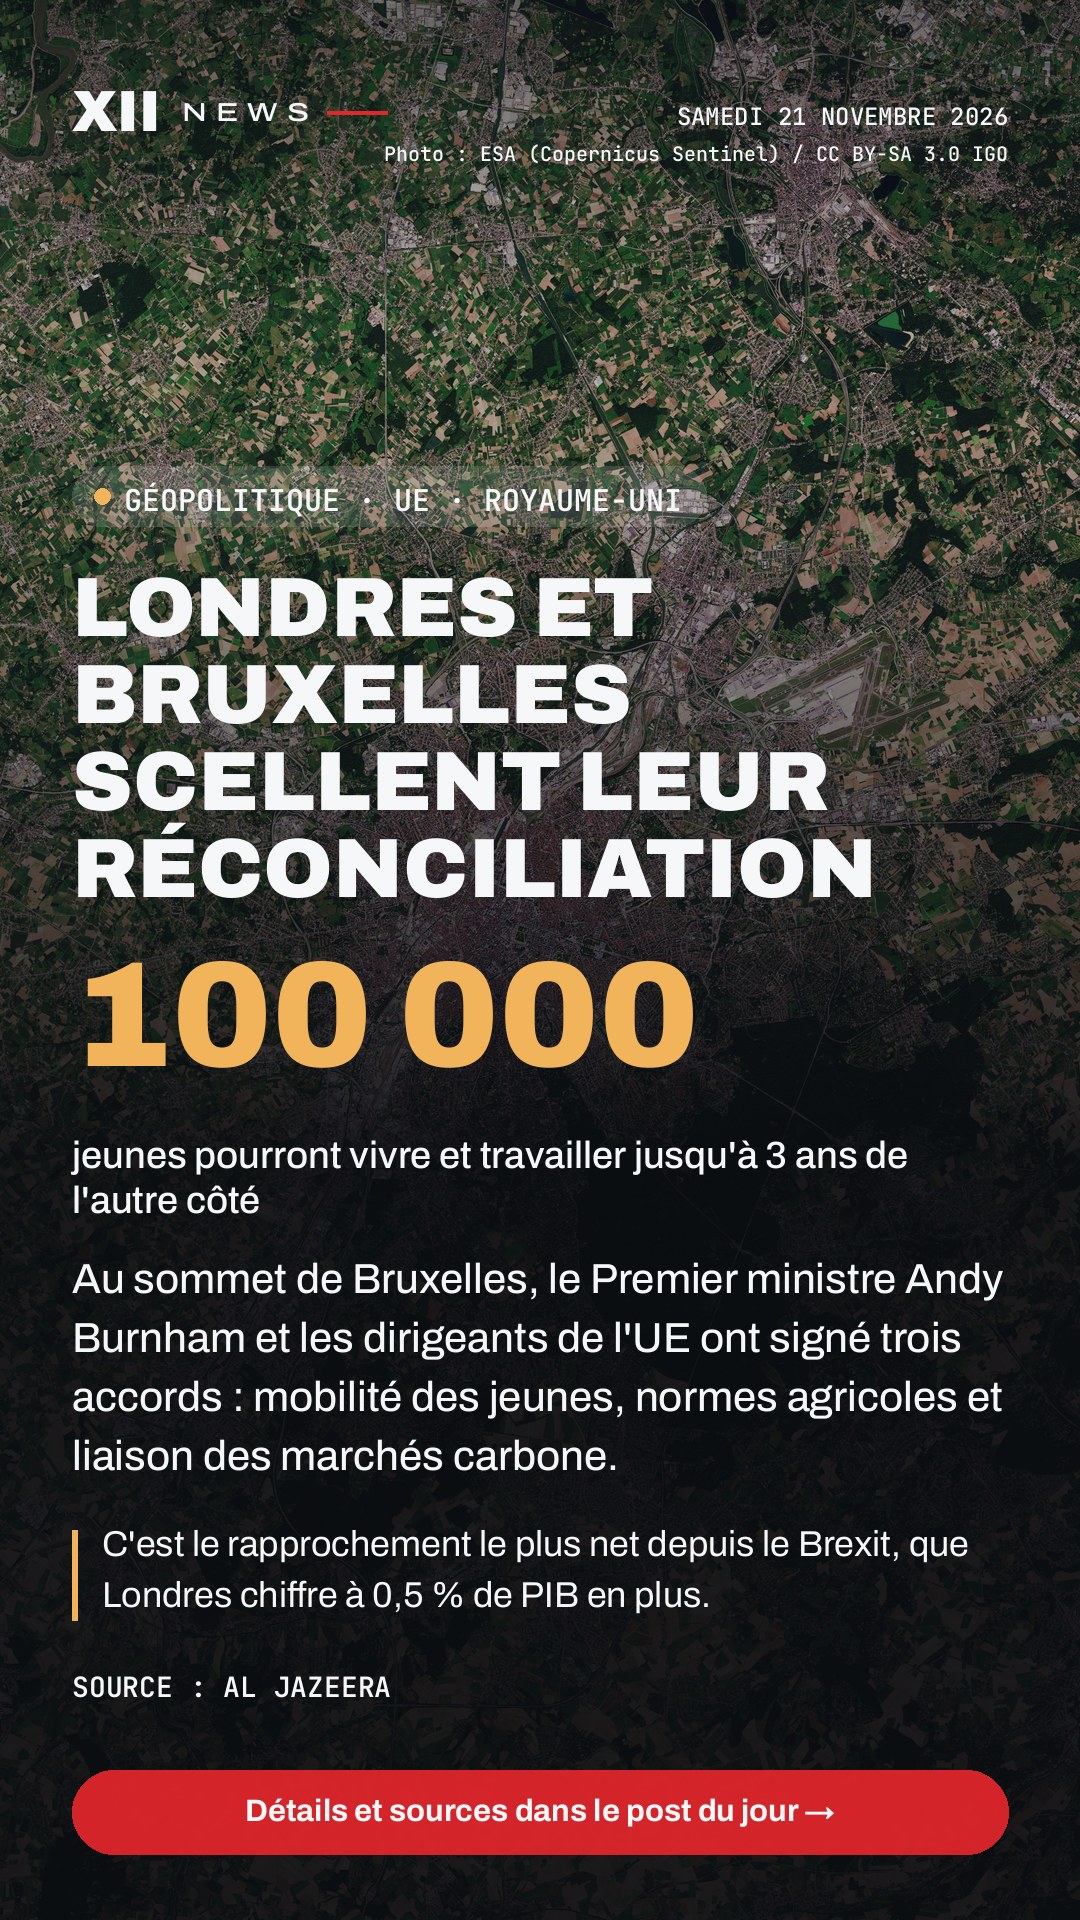 XII NEWS
SAMEDI 21 NOVEMBRE 2026
Photo : ESA (Copernicus Sentinel) / CC BY-SA 3.0 IGO
GÉOPOLITIQUE · UE · ROYAUME-UNI
LONDRES ET
BRUXELLES
SCELLENT LEUR
RÉCONCILIATION
100 000
jeunes pourront vivre et travailler jusqu'à 3 ans de
l'autre côté
Au sommet de Bruxelles, le Premier ministre Andy
Burnham et les dirigeants de l'UE ont signé trois
accords : mobilité des jeunes, normes agricoles et
liaison des marchés carbone.
C'est le rapprochement le plus net depuis le Brexit, que
Londres chiffre à 0,5 % de PIB en plus.
SOURCE : AL JAZEERA
Détails et sources dans le post du jour →